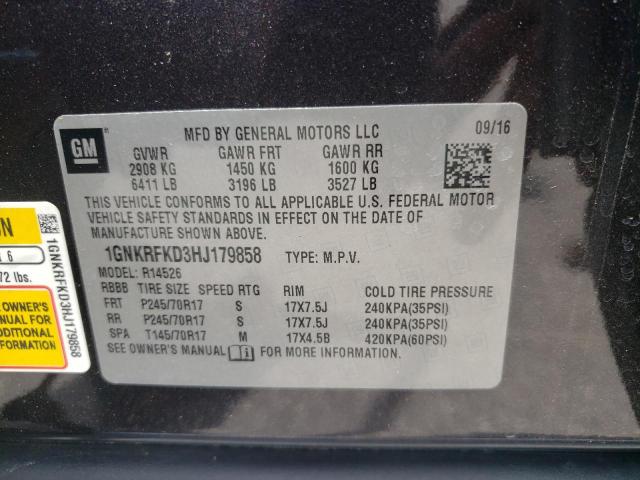 GM
MFD BY GENERAL MOTORS LLC 09/16
GVWR GAWR FRT GAWR RR
2908 KG 1450 KG 1600 KG
6411 LB 3196 LB 3527 LB
THIS VEHICLE CONFORMS TO ALL APPLICABLE U.S. FEDERAL MOTOR
VEHICLE SAFETY STANDARDS IN EFFECT ON THE DATE OF
MANUFACTURE SHOWN ABOVE.
1GNKRFKD3HJ179858 TYPE: M.P.V.
MODEL: R14526
RBBB TIRE SIZE SPEED RTG RIM COLD TIRE PRESSURE
FRT P245/70R17 S 17X7.5J 240KPA(35PSI)
RR P245/70R17 S 17X7.5J 240KPA(35PSI)
SPA T145/70R17 M 17X4.5B 420KPA(60PSI)
SEE OWNER'S MANUAL FOR MORE INFORMATION.
ON
6
72 lbs.
OWNER'S
MANUAL FOR
ADDITIONAL
INFORMATION
1GNKRFKD3HJ179858